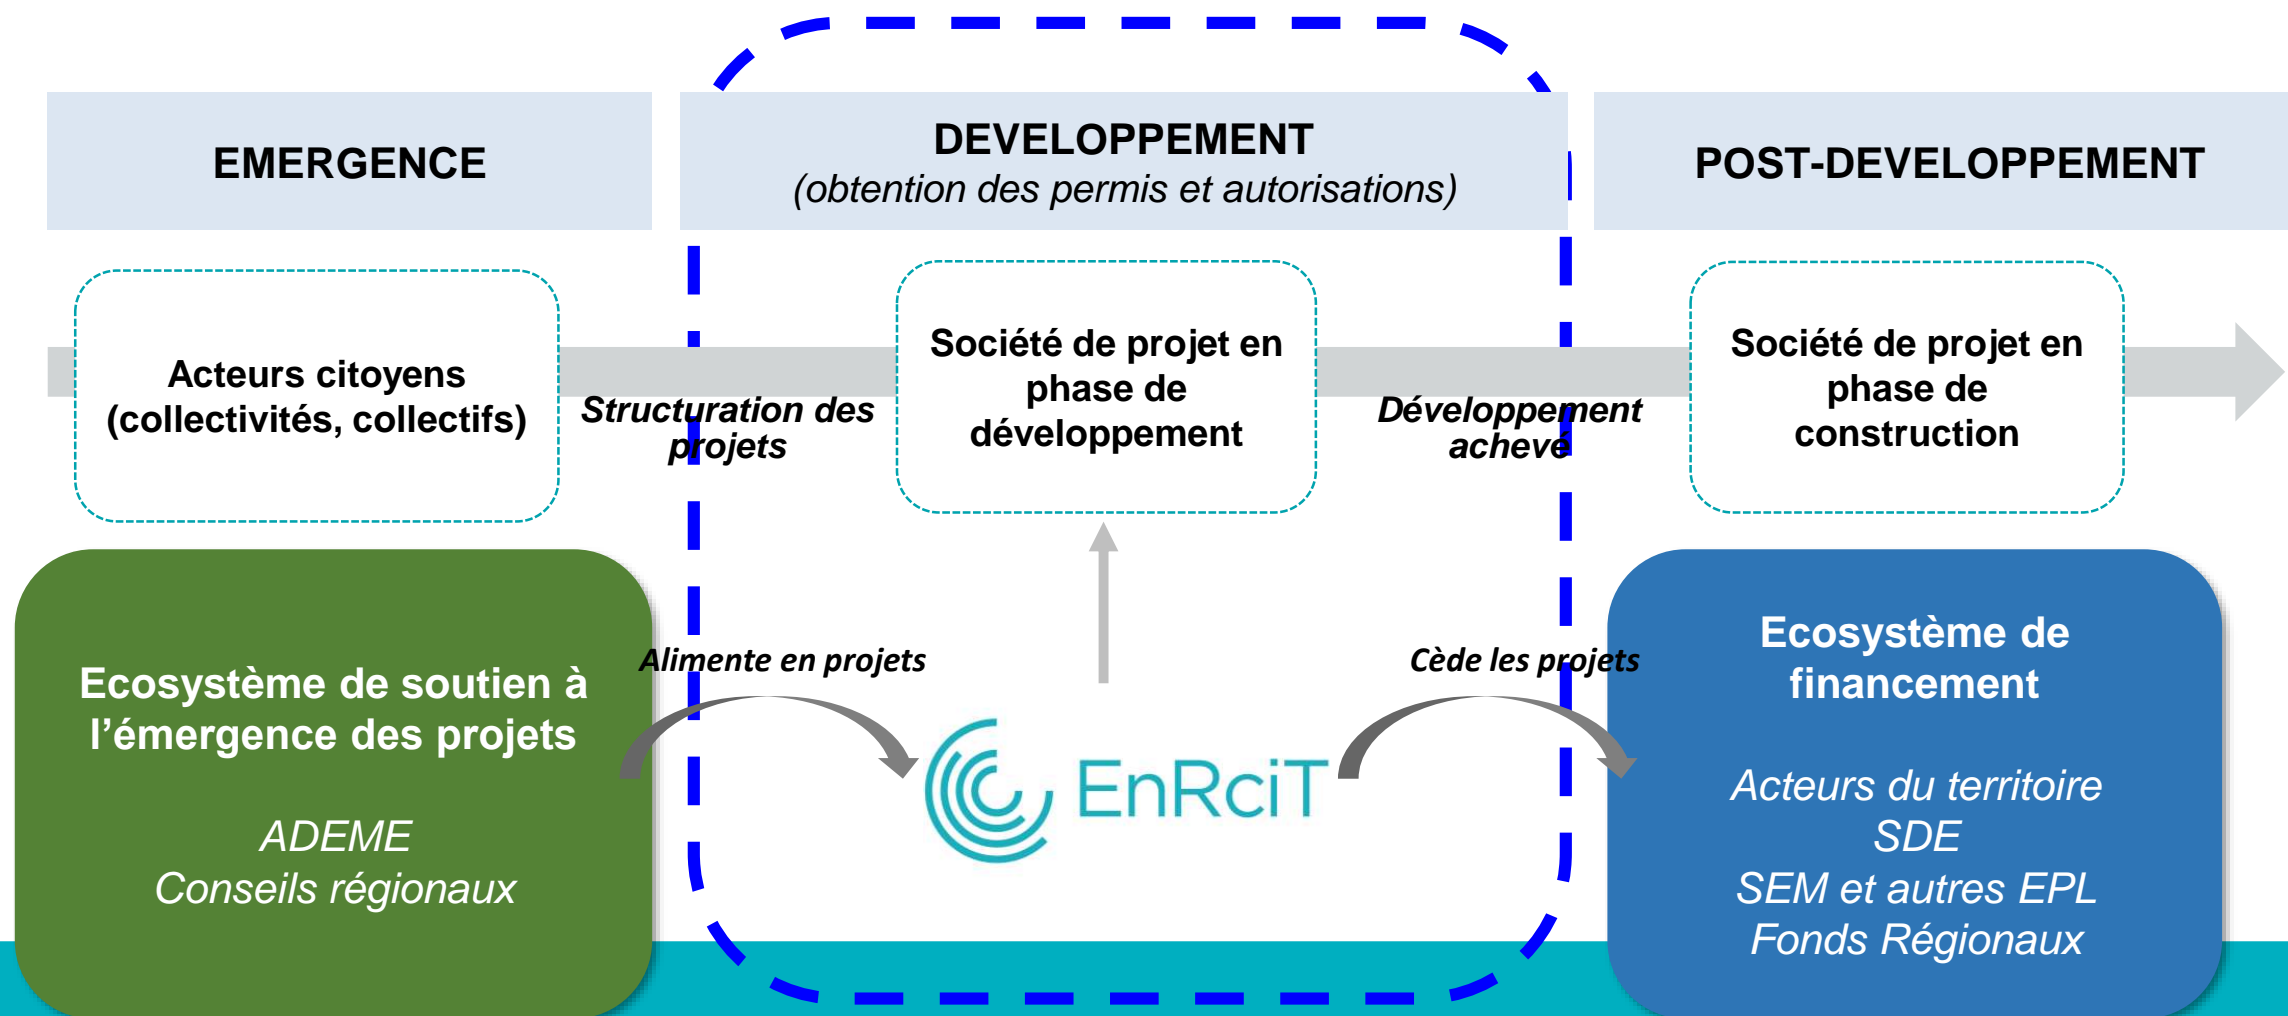 EMERGENCE
DEVELOPPEMENT
(obtention des permis et autorisations)
POST-DEVELOPPEMENT
Acteurs citoyens
(collectivités, collectifs)
Structuration des
projets
Société de projet en
phase de
développement
Développement
achevé
Société de projet en
phase de
construction
Ecosystème de soutien à
l’émergence des projets
ADEME
Conseils régionaux
Alimente en projets
EnRciT
Cède les projets
Ecosystème de
financement
Acteurs du territoire
SDE
SEM et autres EPL
Fonds Régionaux